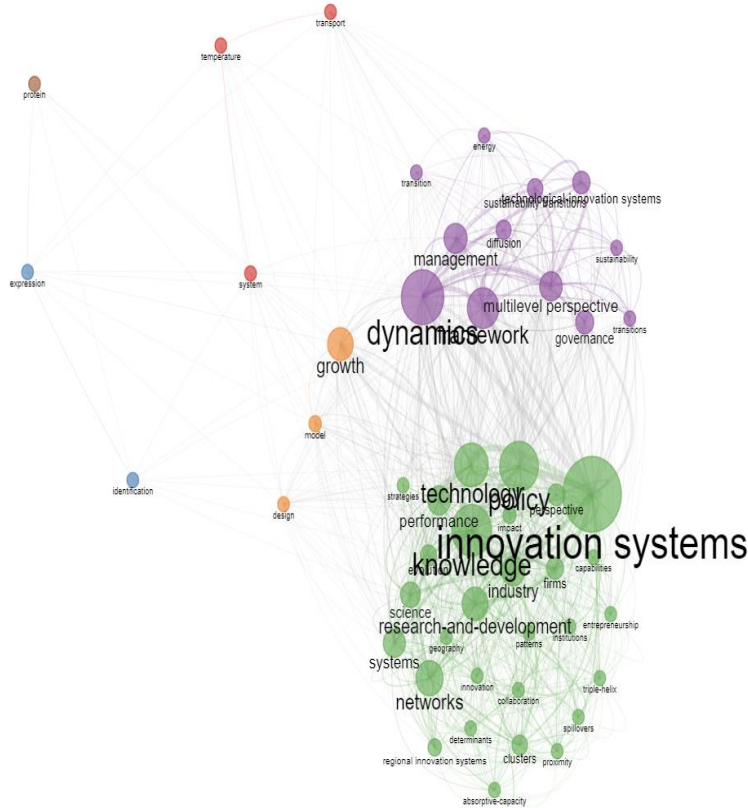 transport
temperature
protein
energy
transition
technological-innovation systems
sustainability transitions
diffusion
management
sustainability
expression
system
multilevel perspective
dynamics
framework
transitions
governance
growth
model
identification
strategies
technology
policy
perspective
design
performance
impact
innovation systems
knowledge
evolution
capabilities
industry
firms
science
research-and-development
entrepreneurship
patterns
institutions
geography
systems
networks
innovation
collaboration
triple-helix
spillovers
determinants
regional innovation systems
clusters
proximity
absorptive-capacity